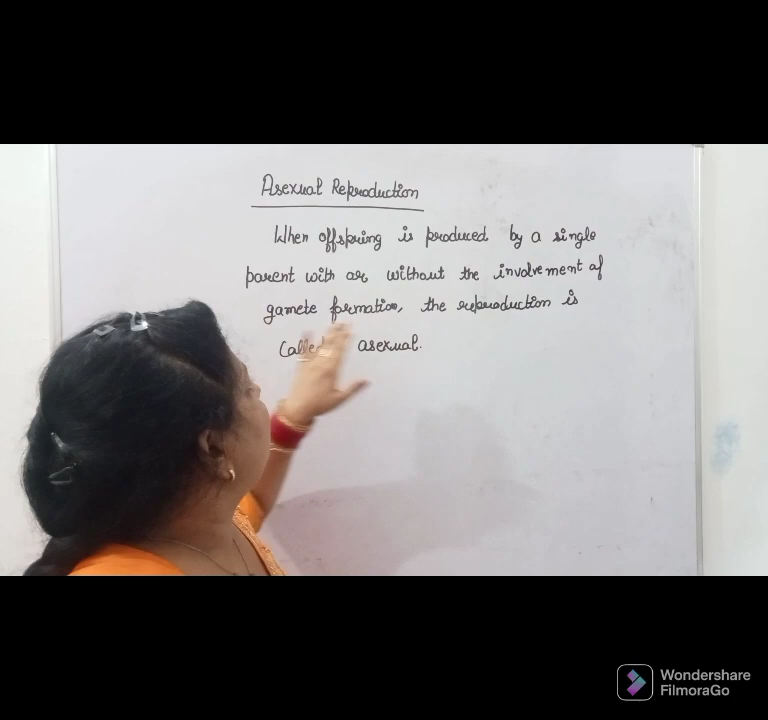 Asexual Reproduction
When offspring is produced by a single
parent with or without the involvement of
gamete formation, the reproduction is
Called asexual.
Wondershare
FilmoraGo